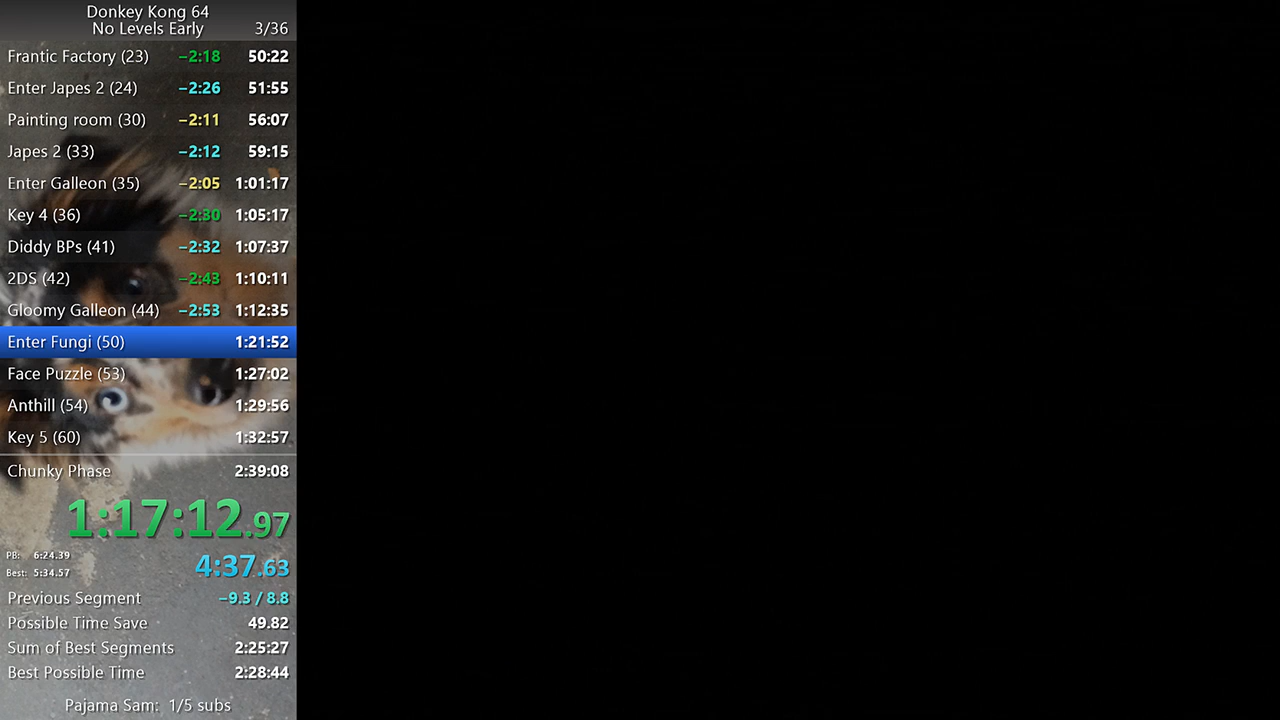 Donkey Kong 64
No Levels Early 3/36
Frantic Factory (23) −2:18 50:22
Enter Japes 2 (24) −2:26 51:55
Painting room (30) −2:11 56:07
Japes 2 (33) −2:12 59:15
Enter Galleon (35) −2:05 1:01:17
Key 4 (36) −2:30 1:05:17
Diddy BPs (41) −2:32 1:07:37
2DS (42) −2:43 1:10:11
Gloomy Galleon (44) −2:53 1:12:35
Enter Fungi (50) 1:21:52
Face Puzzle (53) 1:27:02
Anthill (54) 1:29:56
Key 5 (60) 1:32:57
Chunky Phase 2:39:08
1:17:12.97
PB: 6:24.39
Best: 5:34.57
4:37.63
Previous Segment −9.3 / 8.8
Possible Time Save 49.82
Sum of Best Segments 2:25:27
Best Possible Time 2:28:44
Pajama Sam: 1/5 subs